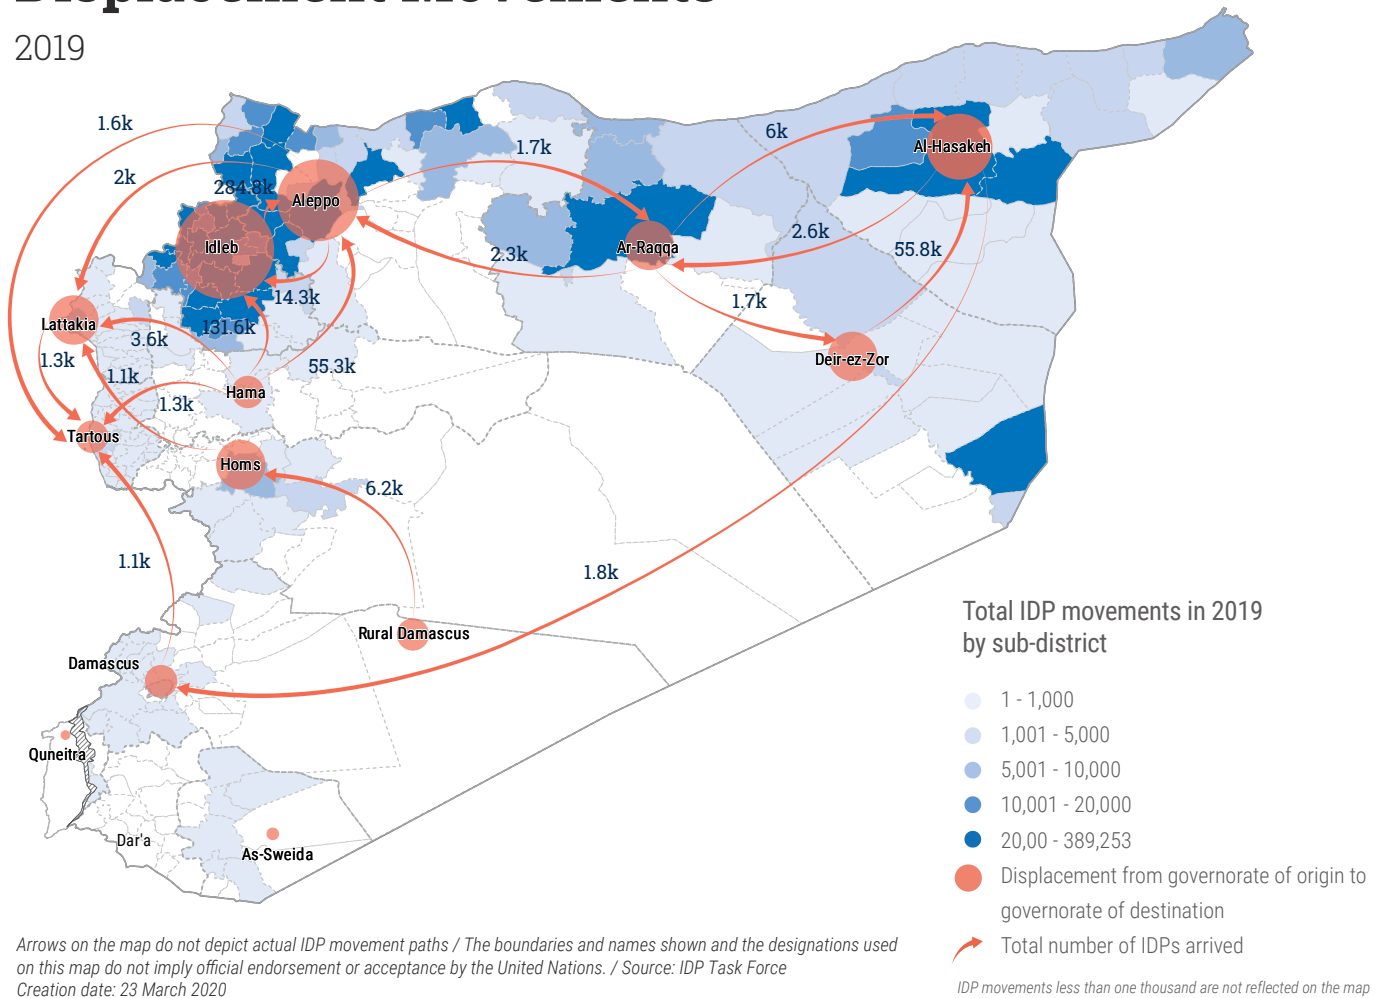 Displacement Movements
2019
1.6k
2k
284.8k
Aleppo
Idleb
1.7k
6k
Al-Hasakeh
Ar-Raqqa
2.3k
2.6k
55.8k
14.3k
131.6k
1.7k
Lattakia
3.6k
1.3k
1.1k
55.3k
Deir-ez-Zor
Hama
1.3k
Tartous
Homs
6.2k
1.1k
1.8k
Rural Damascus
Damascus
Quneitra
Dar'a
As-Sweida
Total IDP movements in 2019
by sub-district
1 - 1,000
1,001 - 5,000
5,001 - 10,000
10,001 - 20,000
20,00 - 389,253
Displacement from governorate of origin to
governorate of destination
Total number of IDPs arrived
IDP movements less than one thousand are not reflected on the map
Arrows on the map do not depict actual IDP movement paths / The boundaries and names shown and the designations used
on this map do not imply official endorsement or acceptance by the United Nations. / Source: IDP Task Force
Creation date: 23 March 2020